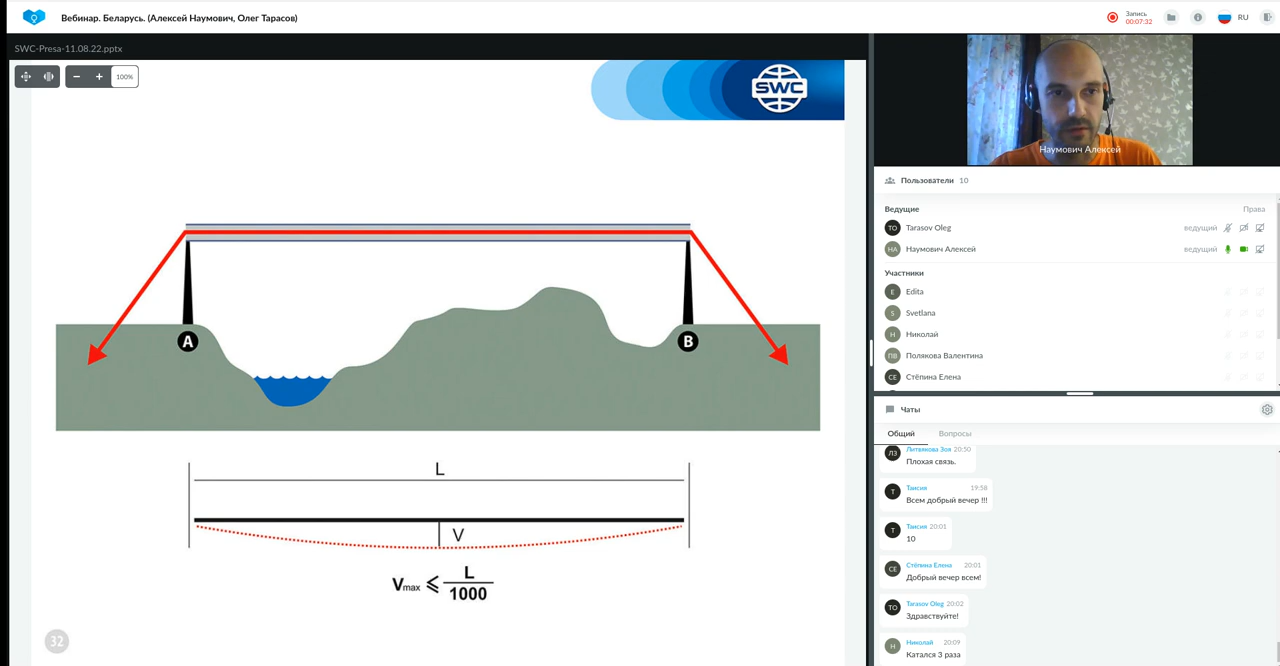 Вебинар. Беларусь. (Алексей Наумович, Олег Тарасов)
Запись
00:07:32
RU
SWC-Presa-11.08.22.pptx
100%
SWC
A
B
L
V
Vmax ⩽ L
1000
32
Наумович Алексей
Пользователи 10
Ведущие
Права
TO Tarasov Oleg ведущий
НА Наумович Алексей ведущий
Участники
E Edita
S Svetlana
Н Николай
ПВ Полякова Валентина
СЕ Стёпина Елена
Чаты
Общий Вопросы
ЛЗ Литвякова Зоя 20:50
Плохая связь.
Т Таисия 19:58
Всем добрый вечер !!!
Т Таисия 20:01
10
СЕ Стёпина Елена 20:01
Добрый вечер всем!
TO Tarasov Oleg 20:02
Здравствуйте!
Н Николай 20:09
Катался 3 раза